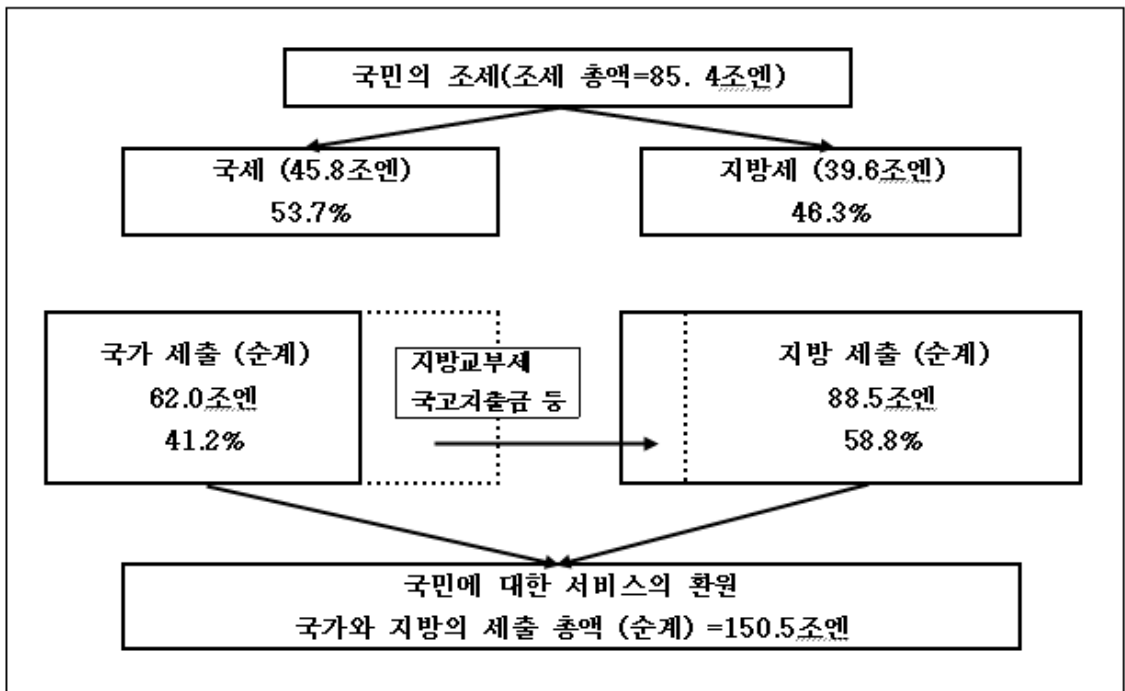 국민의 조세(조세 총액=85. 4조엔)
국세 (45.8조엔)
53.7%
지방세 (39.6조엔)
46.3%
국가 세출 (순계)
62.0조엔
41.2%
지방교부세
국고지출금 등
지방 세출 (순계)
88.5조엔
58.8%
국민에 대한 서비스의 환원
국가와 지방의 세출 총액 (순계) =150.5조엔